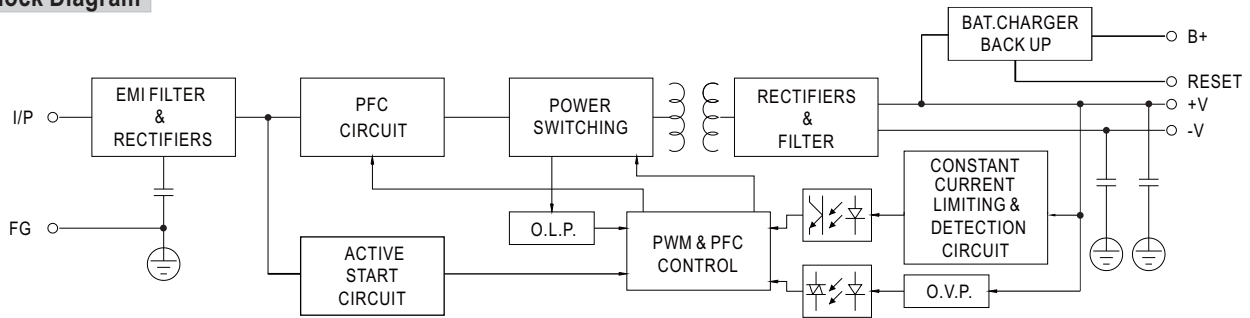 Block Diagram
BAT.CHARGER
BACK UP
B+
RESET
+V
-V
I/P
EMI FILTER
&
RECTIFIERS
PFC
CIRCUIT
POWER
SWITCHING
RECTIFIERS
&
FILTER
FG
O.L.P.
ACTIVE
START
CIRCUIT
PWM & PFC
CONTROL
CONSTANT
CURRENT
LIMITING &
DETECTION
CIRCUIT
O.V.P.